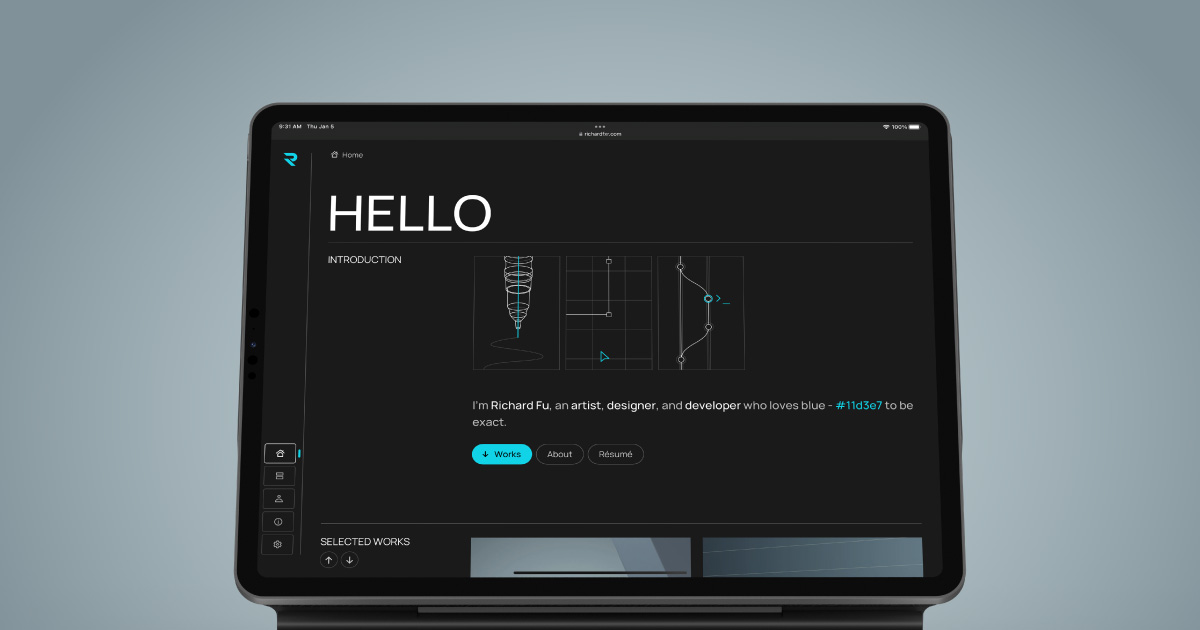 9:31 AM Thu Jan 5
richardfxr.com
100%
Home
HELLO
INTRODUCTION
>_
I'm Richard Fu, an artist, designer, and developer who loves blue - #11d3e7 to be
exact.
Works
About
Résumé
SELECTED WORKS